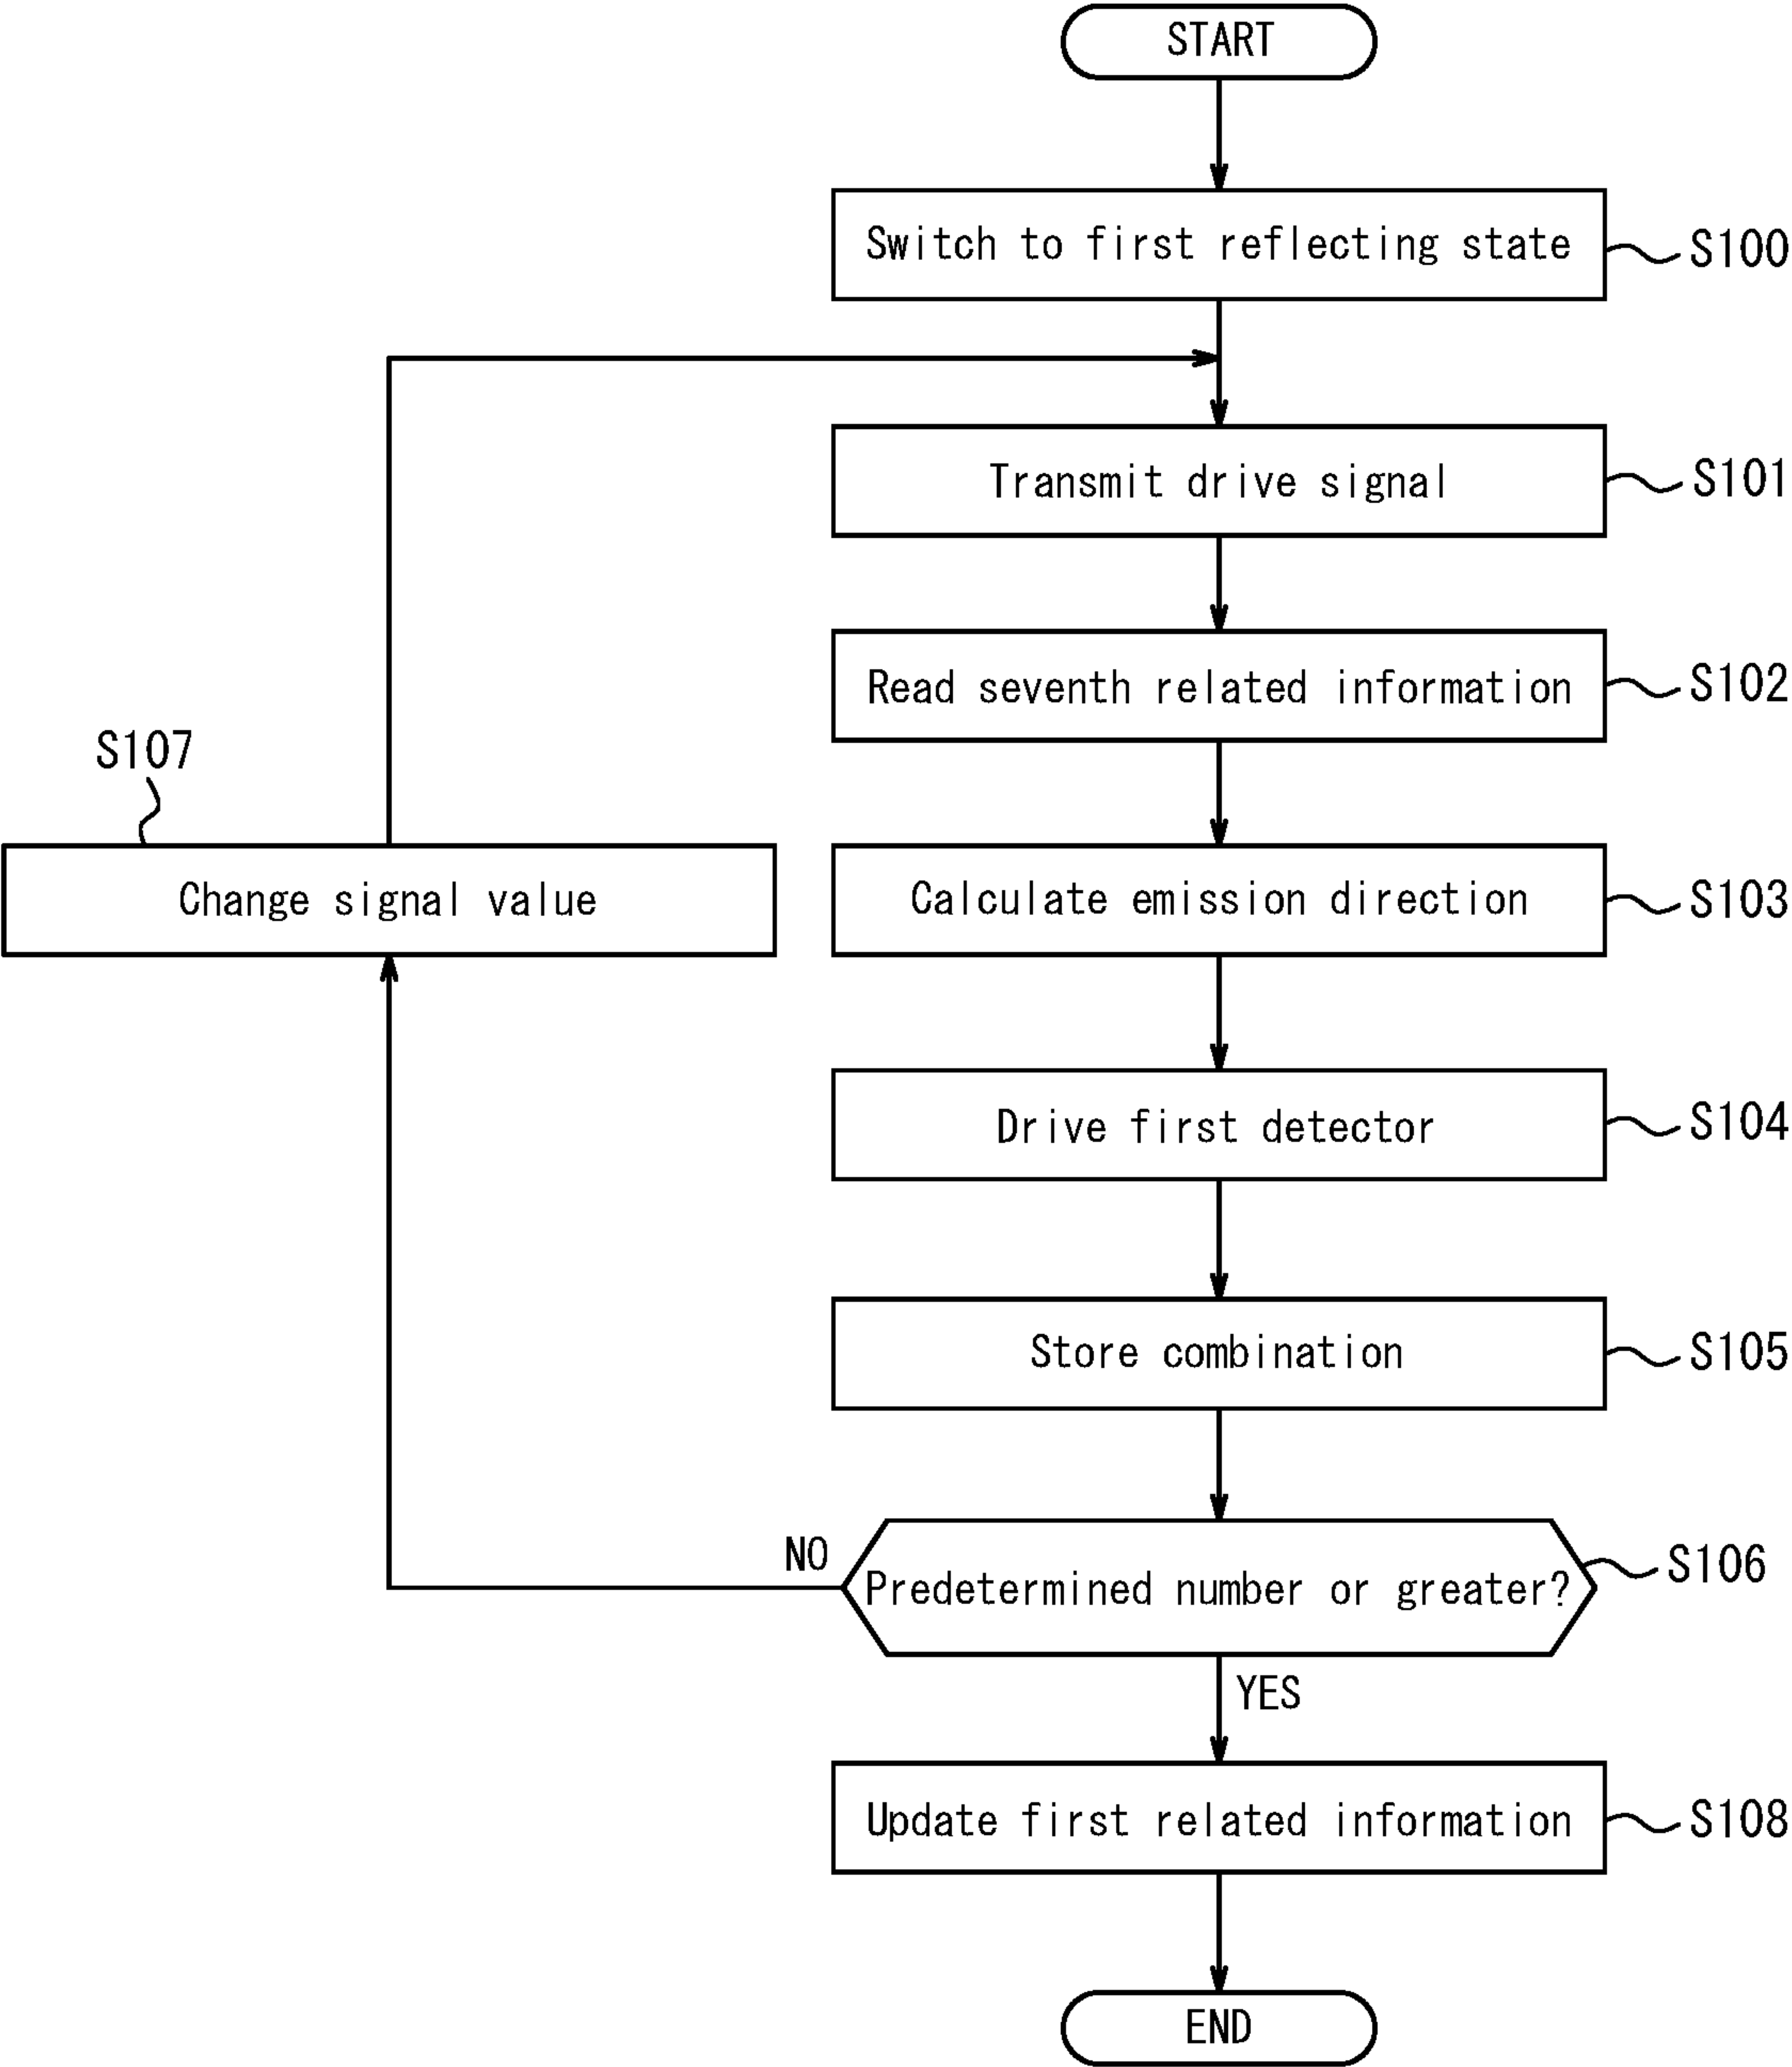 START
Switch to first reflecting state
S100
Transmit drive signal
S101
Read seventh related information
S102
S107
Change signal value
Calculate emission direction
S103
Drive first detector
S104
Store combination
S105
NO
Predetermined number or greater?
S106
YES
Update first related information
S108
END